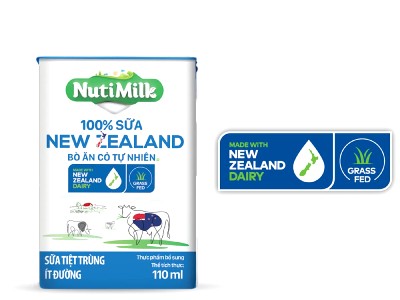 NutiMilk
100% SỮA
NEW ZEALAND
BÒ ĂN CỎ TỰ NHIÊN
MADE WITH
NEW
ZEALAND
DAIRY
GRASS
FED
SỮA TIỆT TRÙNG
ÍT ĐƯỜNG
Thực phẩm bổ sung
Thể tích thực:
110 ml
MADE WITH
NEW
ZEALAND
DAIRY
GRASS
FED